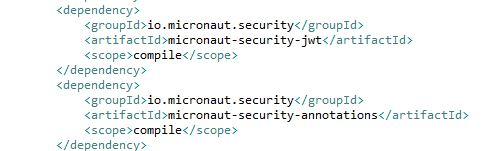 <dependency>
<groupId>io.micronaut.security</groupId>
<artifactId>micronaut-security-jwt</artifactId>
<scope>compile</scope>
</dependency>
<dependency>
<groupId>io.micronaut.security</groupId>
<artifactId>micronaut-security-annotations</artifactId>
<scope>compile</scope>
</dependency>